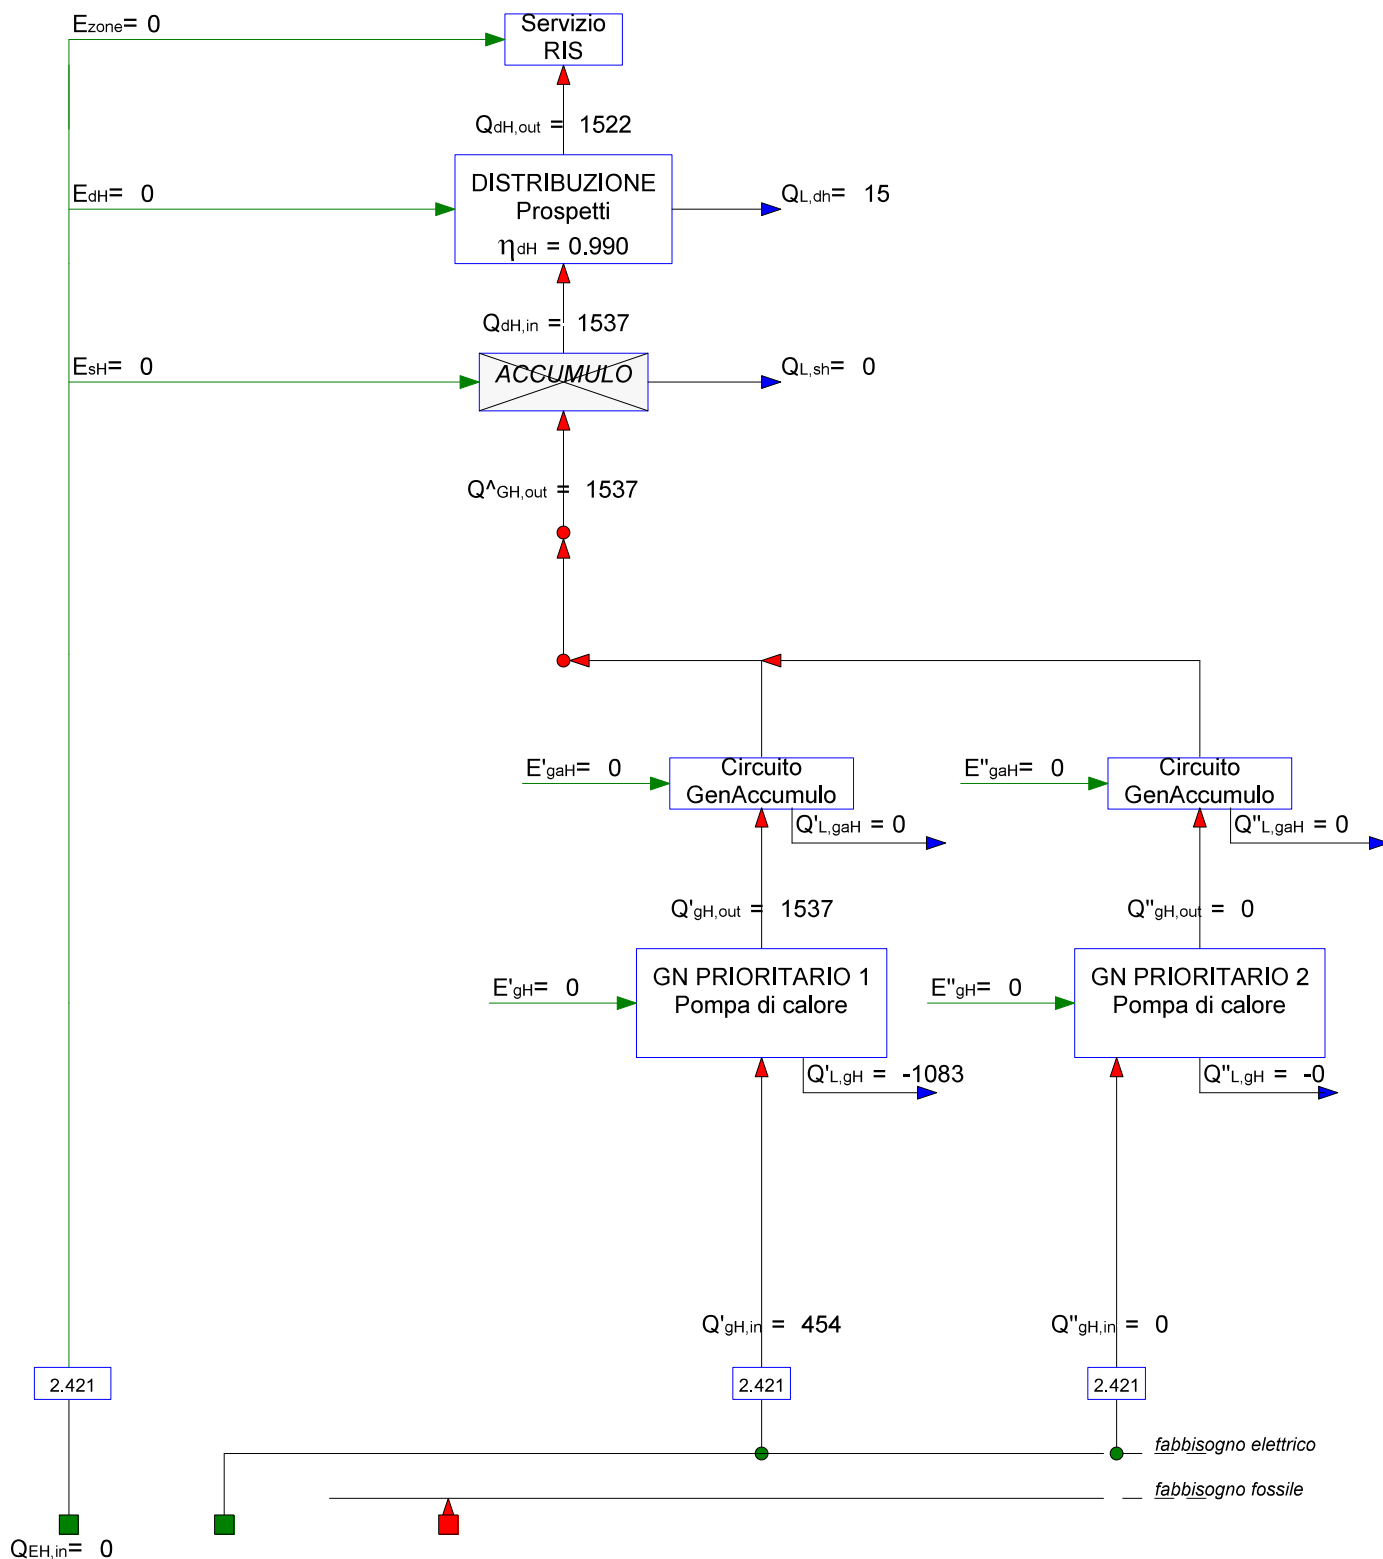 Ezone= 0
Servizio
RIS
QdH,out = 1522
EdH= 0
DISTRIBUZIONE
Prospetti
ηdH = 0.990
QL,dh= 15
QdH,in = 1537
EsH= 0
ACCUMULO
QL,sh= 0
Q^GH,out = 1537
E'gaH= 0
Circuito
GenAccumulo
E"gaH= 0
Circuito
GenAccumulo
Q'L,gaH = 0
Q"L,gaH = 0
Q'gH,out = 1537
Q"gH,out = 0
E'gH= 0
GN PRIORITARIO 1
Pompa di calore
E"gH= 0
GN PRIORITARIO 2
Pompa di calore
Q'L,gH = -1083
Q"L,gH = -0
Q'gH,in = 454
Q"gH,in = 0
2.421
2.421
2.421
fabbisogno elettrico
fabbisogno fossile
QEH,in= 0